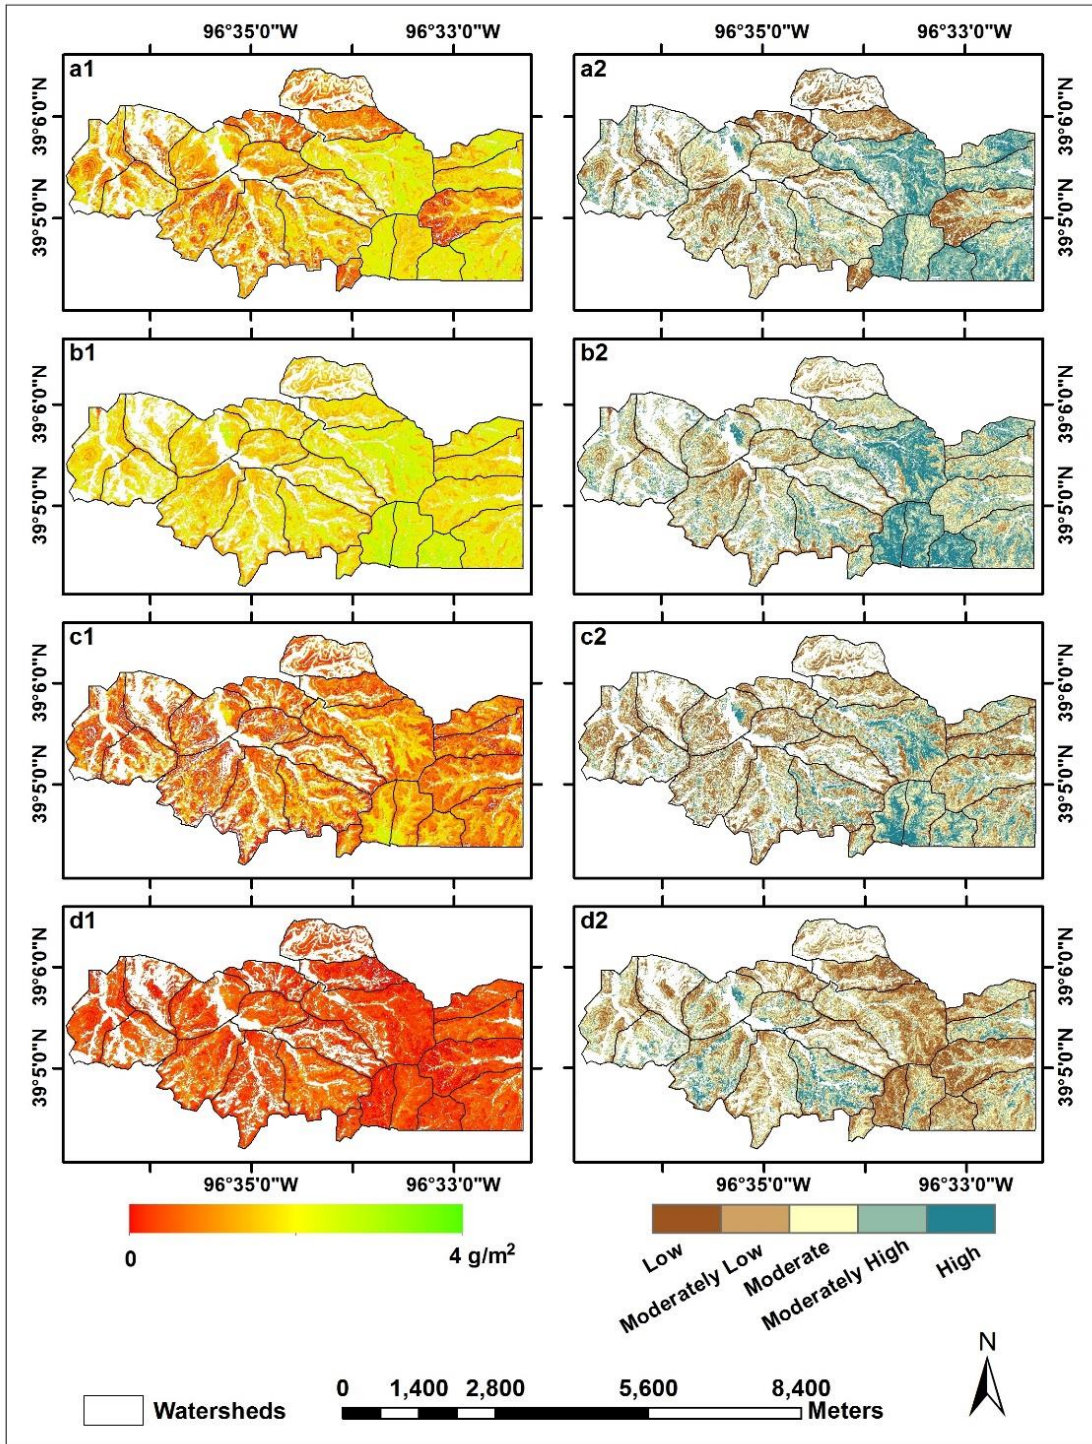 96°35'0"W 96°33'0"W 96°35'0"W 96°33'0"W
a1 a2
39°6'0"N 39°6'0"N
39°5'0"N 39°5'0"N
b1 b2
39°6'0"N 39°6'0"N
39°5'0"N 39°5'0"N
c1 c2
39°6'0"N 39°6'0"N
39°5'0"N 39°5'0"N
d1 d2
39°6'0"N 39°6'0"N
39°5'0"N 39°5'0"N
96°35'0"W 96°33'0"W 96°35'0"W 96°33'0"W
0 4 g/m²
Low Moderately Low Moderate Moderately High High
N
0 1,400 2,800 5,600 8,400
Watersheds Meters